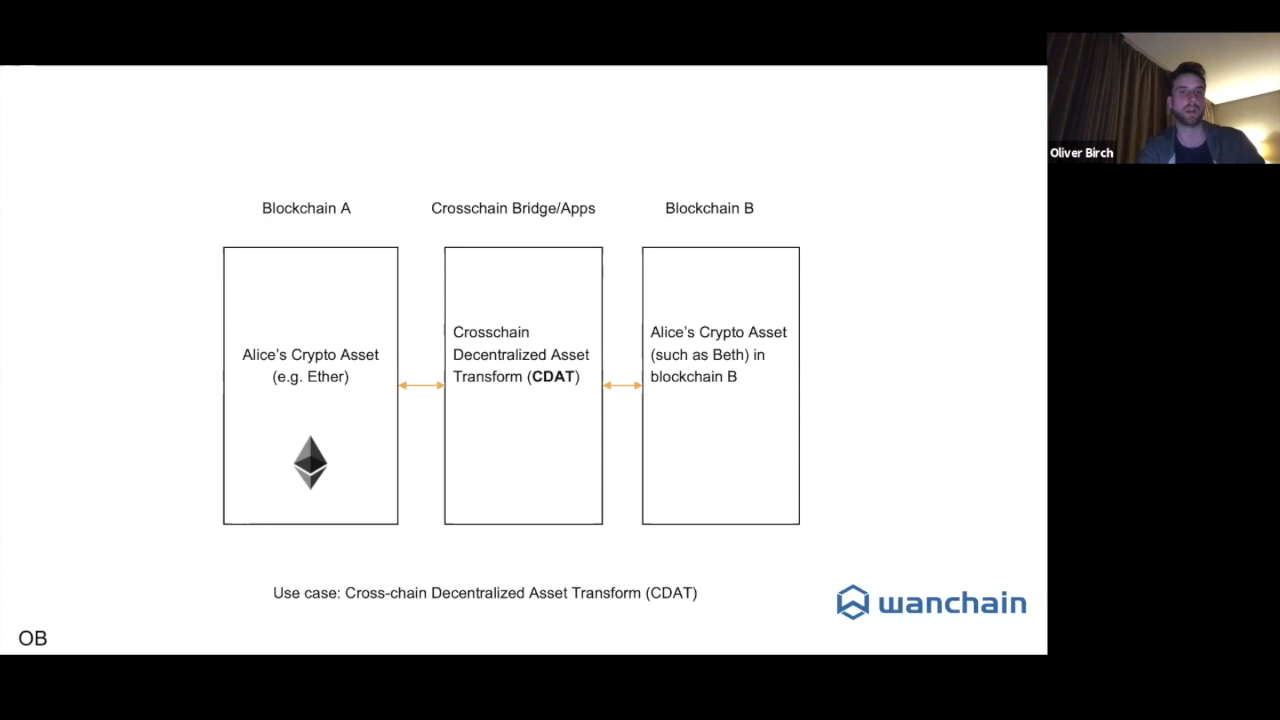 Oliver Birch
Blockchain A
Crosschain Bridge/Apps
Blockchain B
Alice's Crypto Asset
(e.g. Ether)
Crosschain
Decentralized Asset
Transform (CDAT)
Alice's Crypto Asset
(such as Beth) in
blockchain B
Use case: Cross-chain Decentralized Asset Transform (CDAT)
wanchain
OB